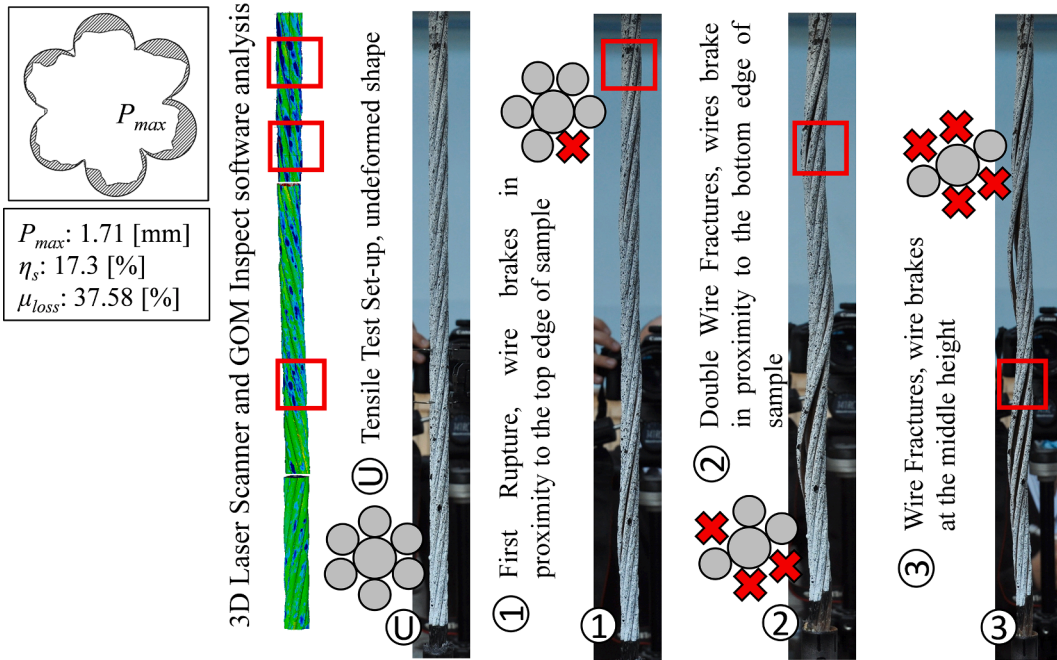 P_max
P_max: 1.71 [mm]
η_s: 17.3 [%]
μ_loss: 37.58 [%]
3D Laser Scanner and GOM Inspect software analysis
U Tensile Test Set-up, undeformed shape
U
1 First Rupture, wire brakes in
proximity to the top edge of sample
1
2 Double Wire Fractures, wires brake
in proximity to the bottom edge of
sample
2
3 Wire Fractures, wire brakes
at the middle height
3